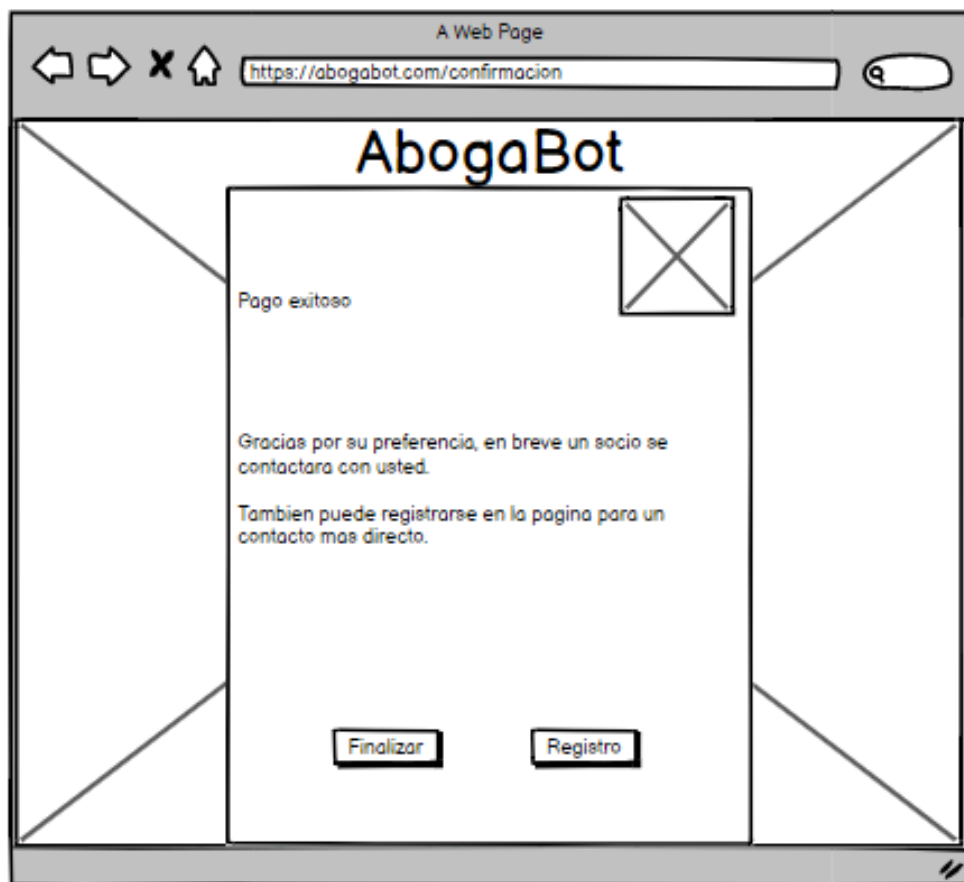 A Web Page
https://abogabot.com/confirmacion
AbogaBot
Pago exitoso
Gracias por su preferencia, en breve un socio se
contactara con usted.
Tambien puede registrarse en la pagina para un
contacto mas directo.
Finalizar
Registro